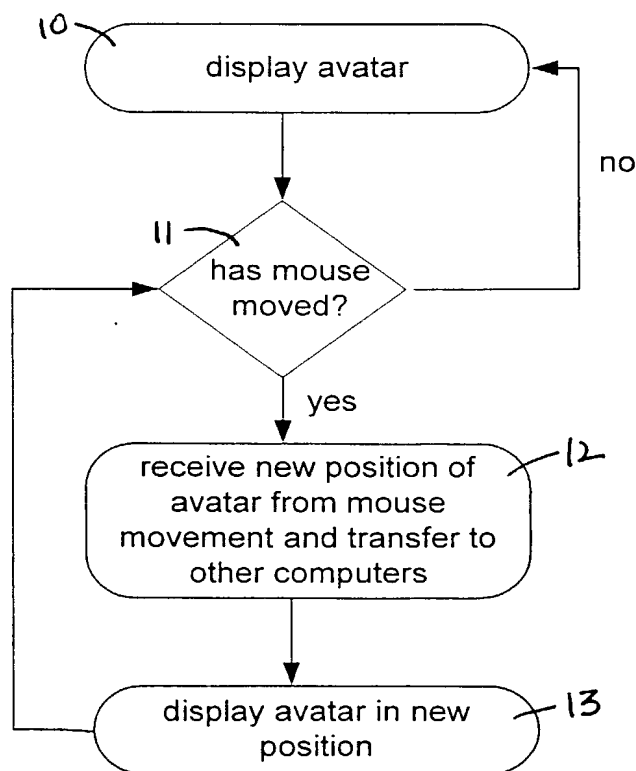 10
display avatar
no
11
has mouse
moved?
yes
12
receive new position of
avatar from mouse
movement and transfer to
other computers
13
display avatar in new
position